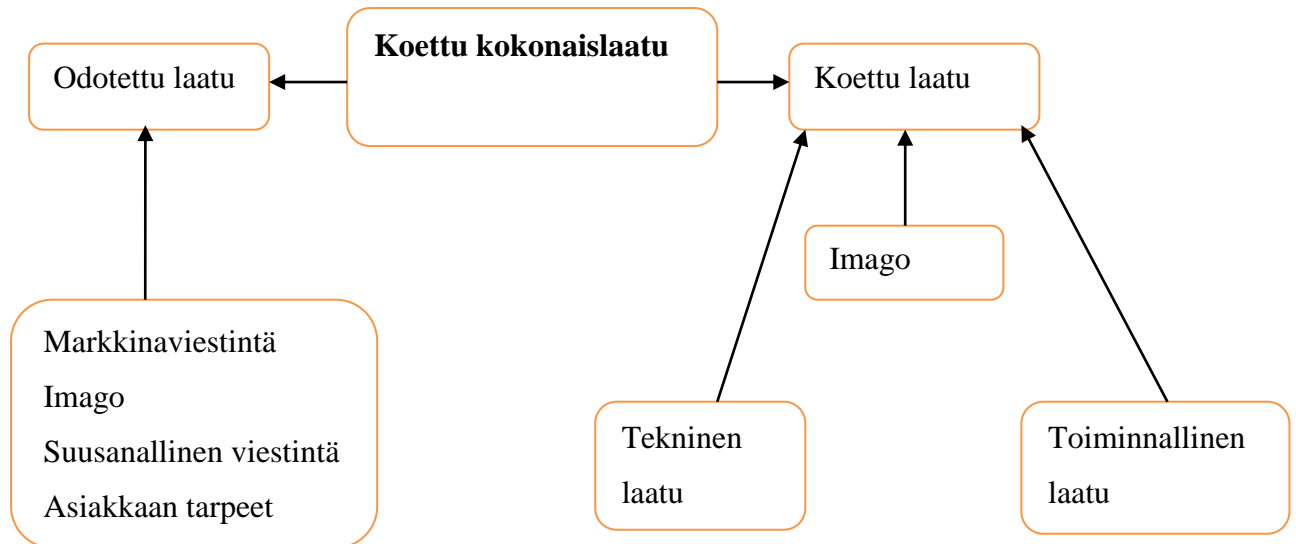 Koettu kokonaislaatu
Odotettu laatu
Koettu laatu
Imago
Markkinaviestintä
Imago
Suusanallinen viestintä
Asiakkaan tarpeet
Tekninen
laatu
Toiminnallinen
laatu